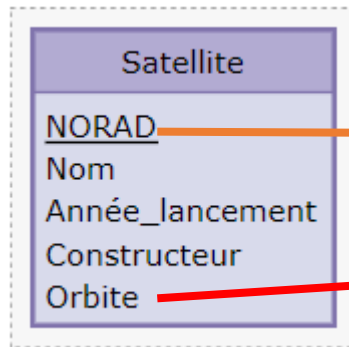 Satellite
NORAD
Nom
Année_lancement
Constructeur
Orbite